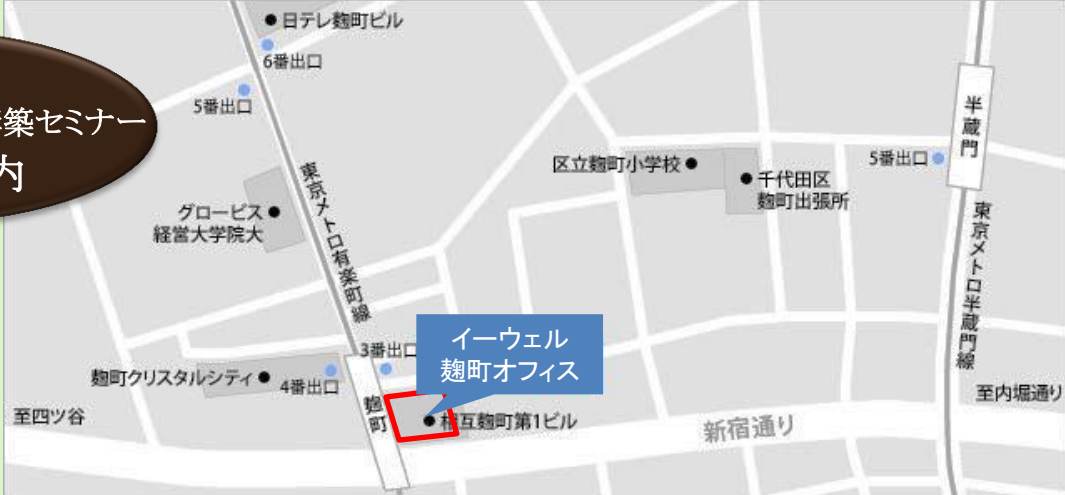 日テレ麹町ビル
6番出口
5番出口
築セミナー
内
半蔵門
区立麹町小学校
5番出口
千代田区
麹町出張所
東京メトロ有楽町線
グロービス
経営大学院大
東京メトロ半蔵門線
イーウェル
麹町オフィス
3番出口
麹町クリスタルシティ
4番出口
至内堀通り
麹町
至四ツ谷
相互麹町第1ビル
新宿通り